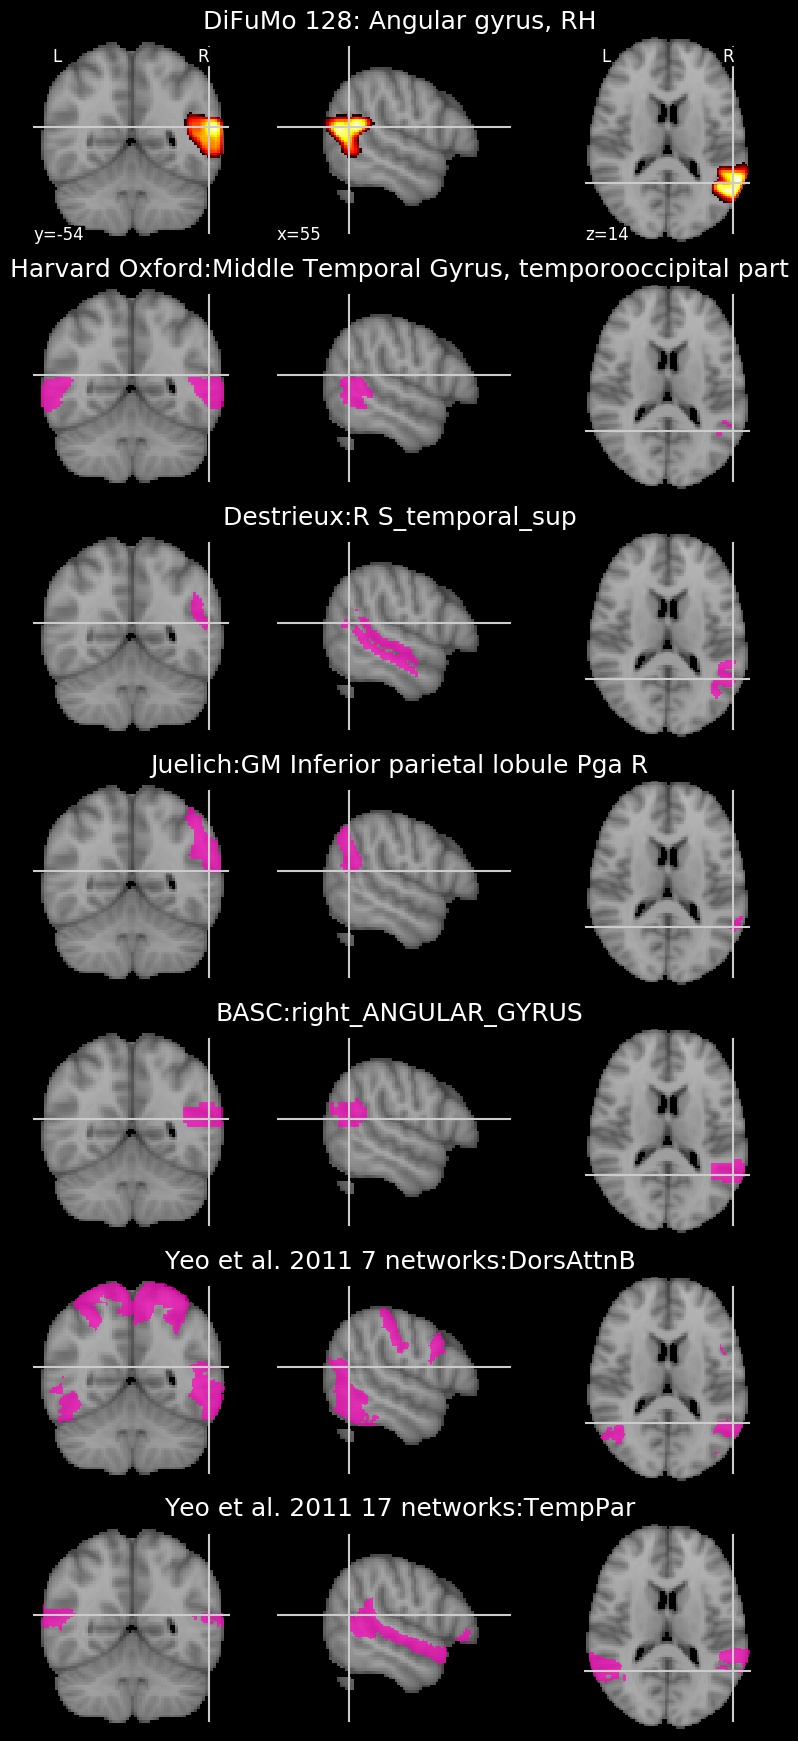 DiFuMo 128: Angular gyrus, RH
L R L R
y=-54 x=55 z=14
Harvard Oxford:Middle Temporal Gyrus, temporooccipital part
Destrieux:R S_temporal_sup
Juelich:GM Inferior parietal lobule Pga R
BASC:right_ANGULAR_GYRUS
Yeo et al. 2011 7 networks:DorsAttnB
Yeo et al. 2011 17 networks:TempPar